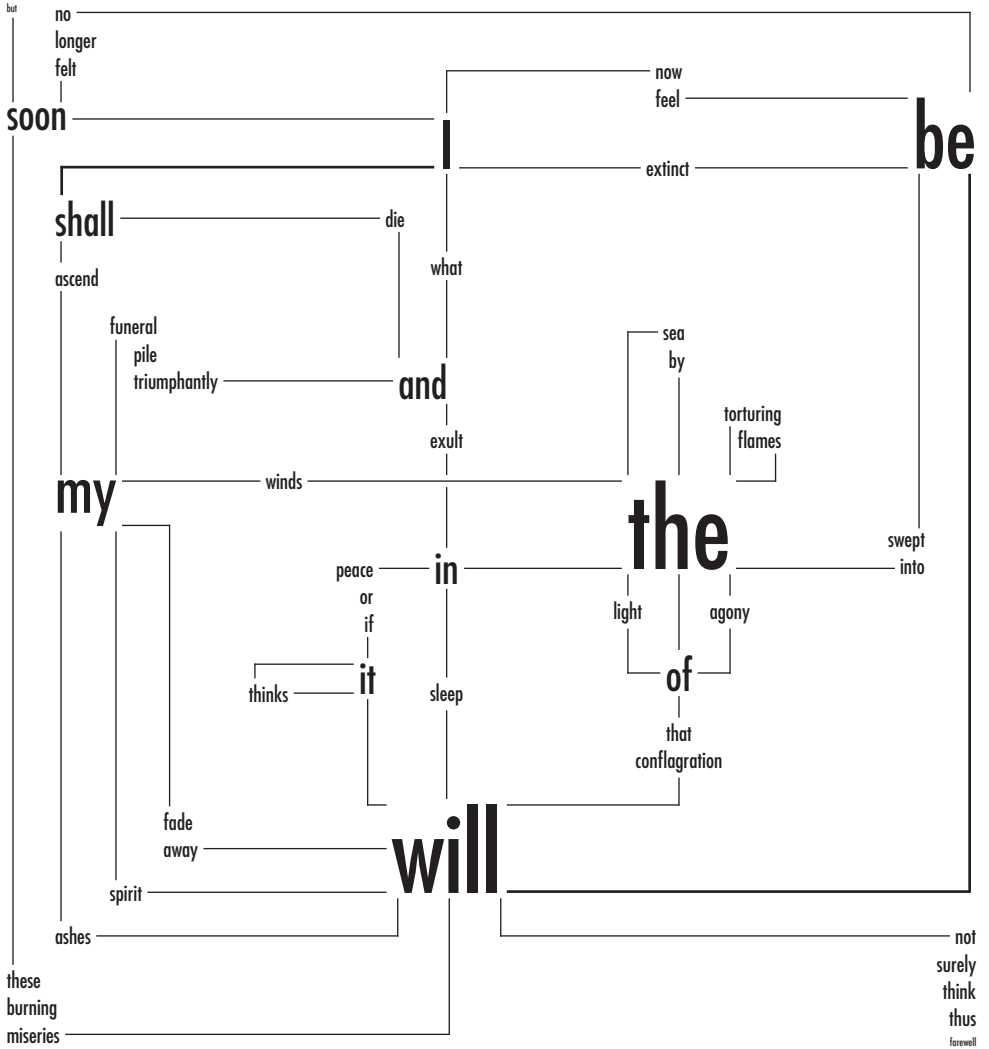 but
no
longer
felt
now
feel
soon
I
be
extinct
shall
die
ascend
what
funeral
pile
triumphantly
and
sea
by
torturing
flames
exult
my
winds
the
swept
into
peace
in
or
if
light
agony
it
thinks
sleep
of
that
conflagration
fade
away
will
spirit
ashes
not
surely
think
thus
farewell
these
burning
miseries